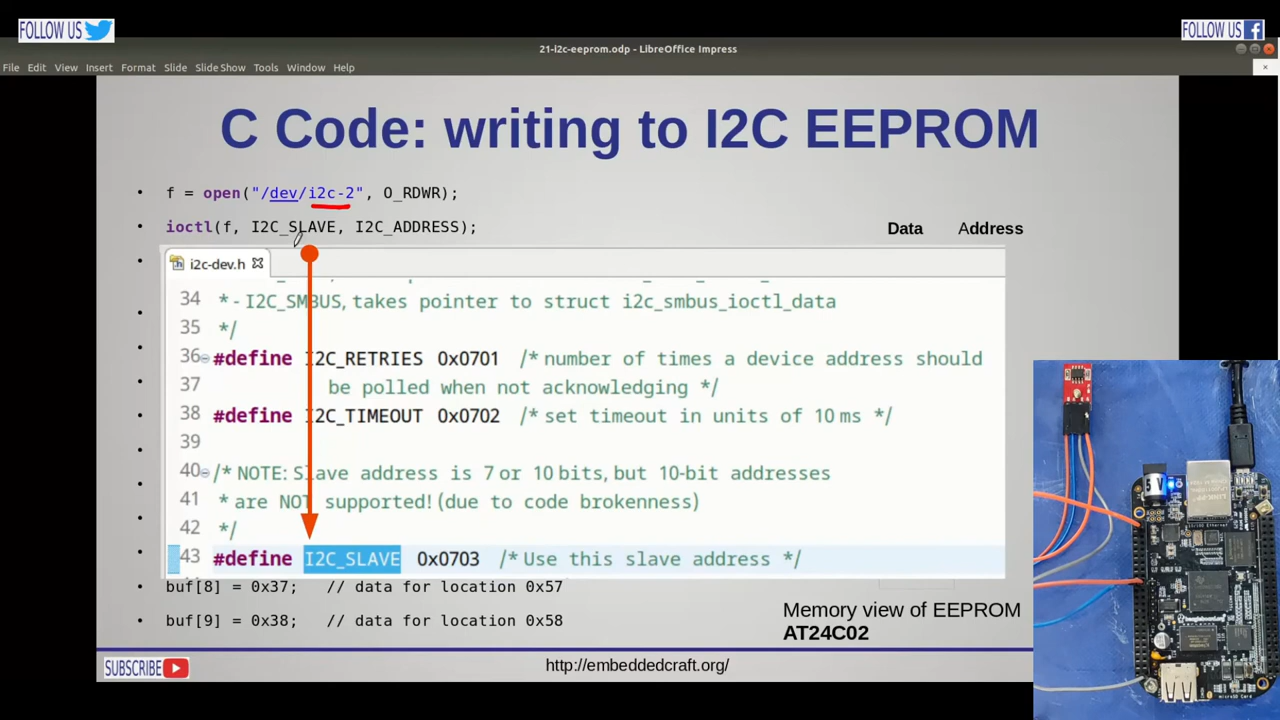 FOLLOW US
FOLLOW US
21-i2c-eeprom.odp - LibreOffice Impress
File Edit View Insert Format Slide Slide Show Tools Window Help
C Code: writing to I2C EEPROM
• f = open("/dev/i2c-2", O_RDWR);
• ioctl(f, I2C_SLAVE, I2C_ADDRESS);
Data Address
i2c-dev.h
34 * - I2C_SMBUS, takes pointer to struct i2c_smbus_ioctl_data
35 */
36 #define I2C_RETRIES 0x0701 /* number of times a device address should
37 be polled when not acknowledging */
38 #define I2C_TIMEOUT 0x0702 /* set timeout in units of 10 ms */
39
40 /* NOTE: Slave address is 7 or 10 bits, but 10-bit addresses
41 * are NOT supported! (due to code brokenness)
42 */
43 #define I2C_SLAVE 0x0703 /* Use this slave address */
• buf[8] = 0x37; // data for location 0x57
• buf[9] = 0x38; // data for location 0x58
Memory view of EEPROM
AT24C02
SUBSCRIBE
http://embeddedcraft.org/
5 V